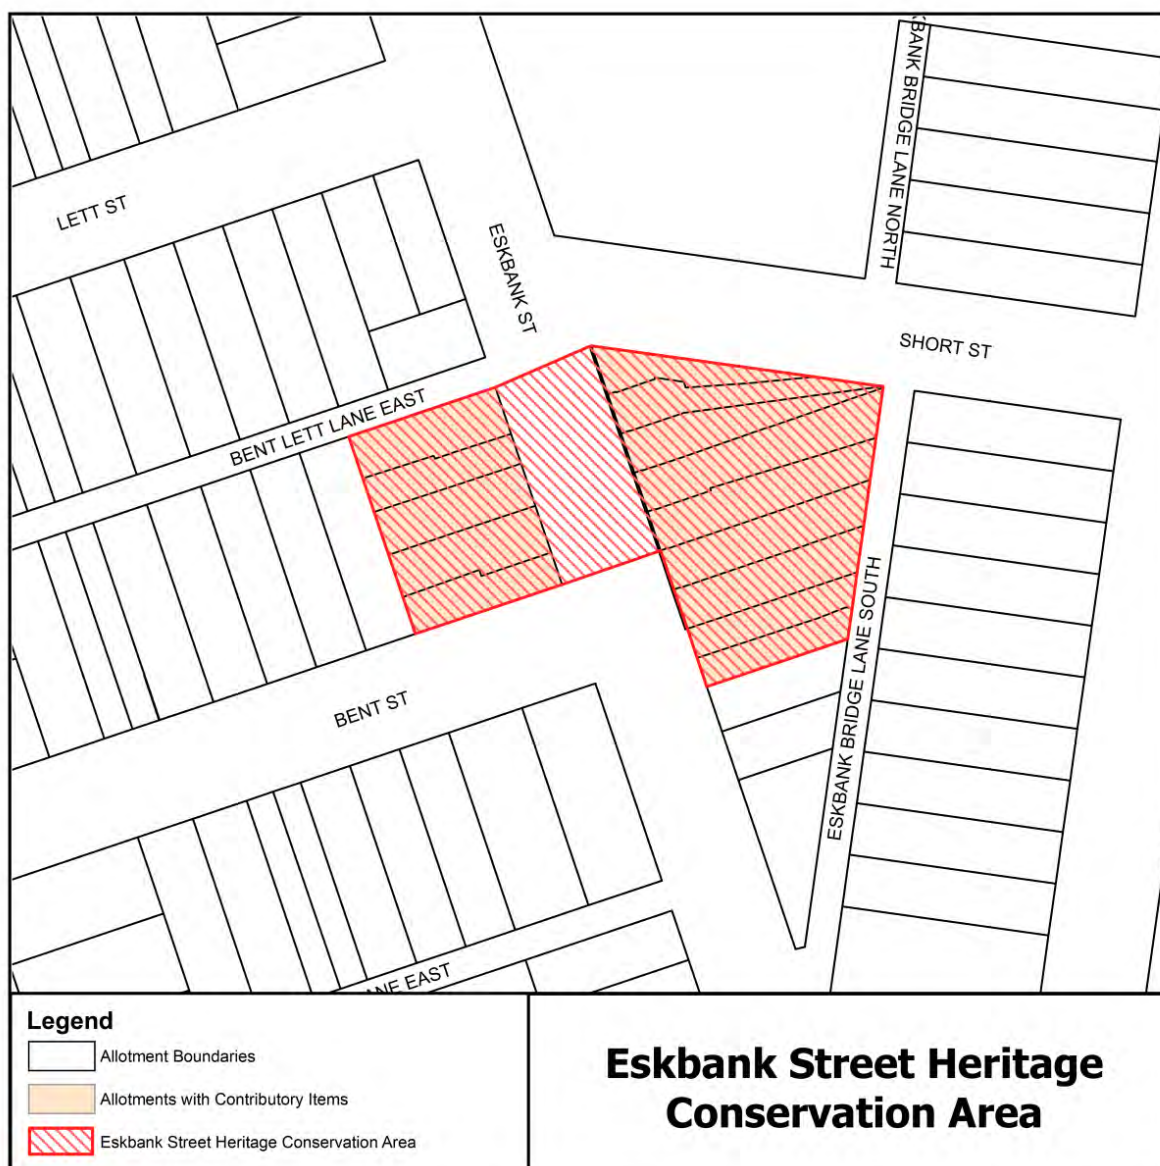 KBANK BRIDGE LANE NORTH
LETT ST
ESKBANK ST
SHORT ST
BENT LETT LANE EAST
BENT ST
ESKBANK BRIDGE LANE SOUTH
ANE EAST
Legend
Allotment Boundaries
Allotments with Contributory Items
Eskbank Street Heritage Conservation Area
Eskbank Street Heritage
Conservation Area